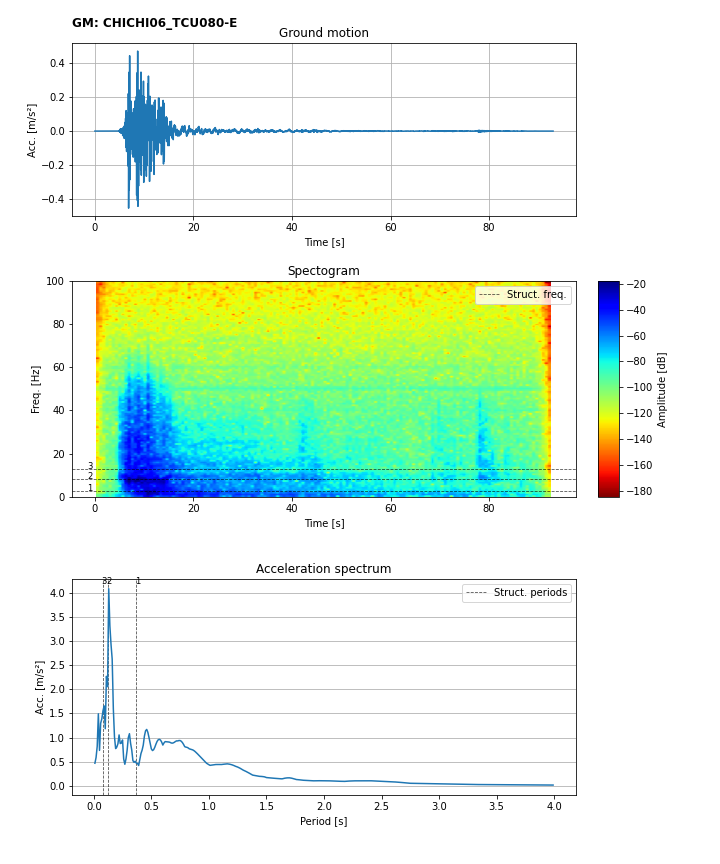 GM: CHICHI06_TCU080-E
Ground motion
0.4
0.2
0.0
−0.2
−0.4
Acc. [m/s²]
0 20 40 60 80
Time [s]
Spectogram
100
80
60
40
20
0
Freq. [Hz]
Struct. freq.
3
2
1
0 20 40 60 80
Time [s]
−20
−40
−60
−80
−100
−120
−140
−160
−180
Amplitude [dB]
Acceleration spectrum
3 2 1
4.0
3.5
3.0
2.5
2.0
1.5
1.0
0.5
0.0
Acc. [m/s²]
Struct. periods
0.0 0.5 1.0 1.5 2.0 2.5 3.0 3.5 4.0
Period [s]